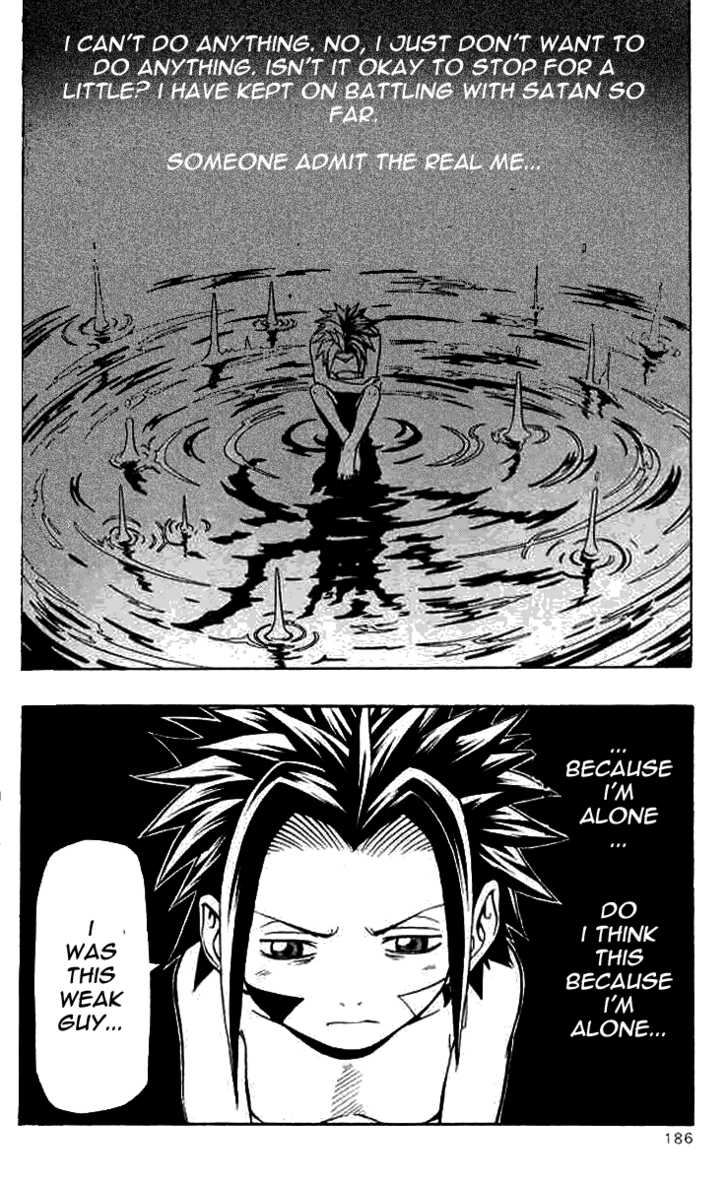 I CAN'T DO ANYTHING. NO, I JUST DON'T WANT TO
DO ANYTHING. ISN'T IT OKAY TO STOP FOR A
LITTLE? I HAVE KEPT ON BATTLING WITH SATAN SO
FAR.
SOMEONE ADMIT THE REAL ME...
...
BECAUSE
I'M
ALONE
...
DO
I THINK
THIS
BECAUSE
I'M
ALONE...
I
WAS
THIS
WEAK
GUY...
186